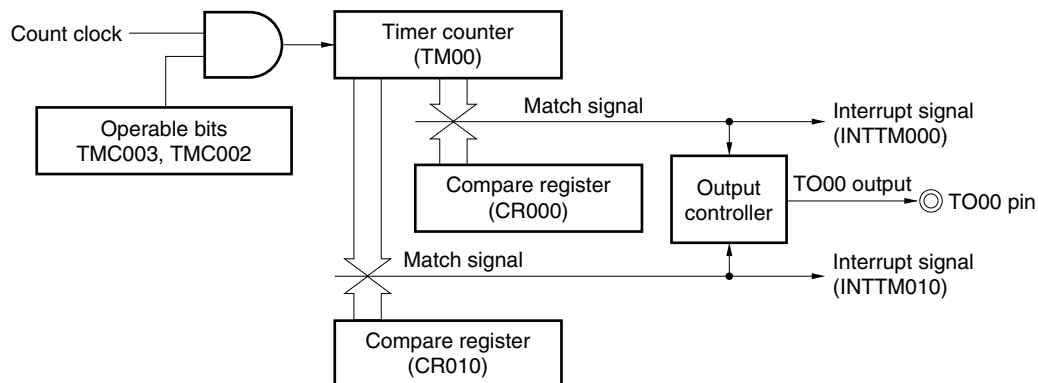 Count clock
Timer counter
(TM00)
Operable bits
TMC003, TMC002
Match signal
Interrupt signal
(INTTM000)
Compare register
(CR000)
Output
controller
TO00 output
TO00 pin
Match signal
Interrupt signal
(INTTM010)
Compare register
(CR010)